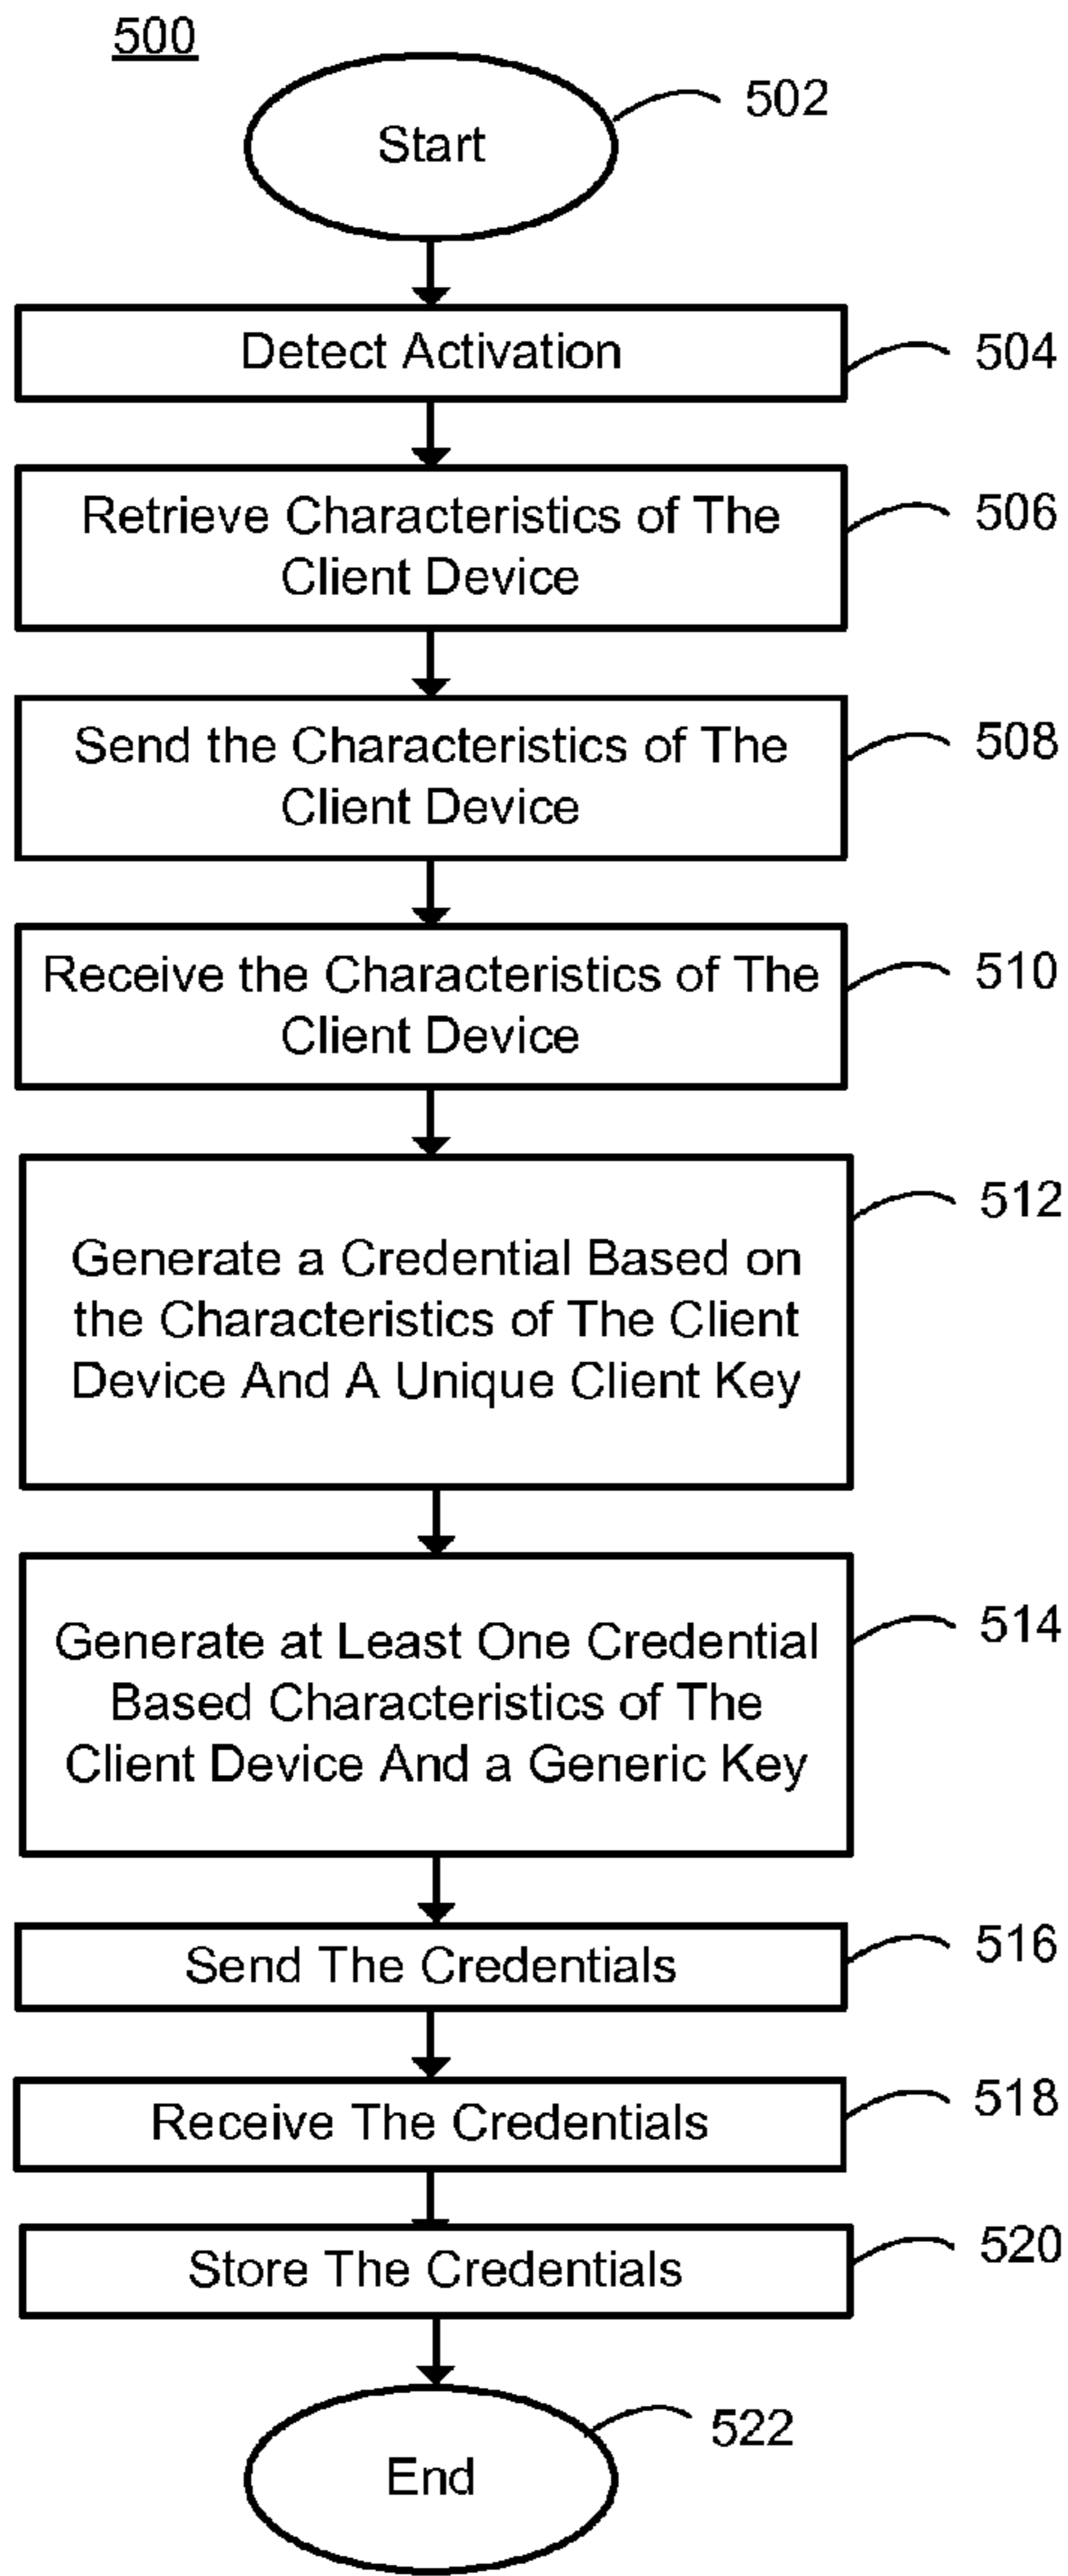 500
Start
502
Detect Activation
504
Retrieve Characteristics of The
Client Device
506
Send the Characteristics of The
Client Device
508
Receive the Characteristics of The
Client Device
510
Generate a Credential Based on
the Characteristics of The Client
Device And A Unique Client Key
512
Generate at Least One Credential
Based Characteristics of The
Client Device And a Generic Key
514
Send The Credentials
516
Receive The Credentials
518
Store The Credentials
520
End
522